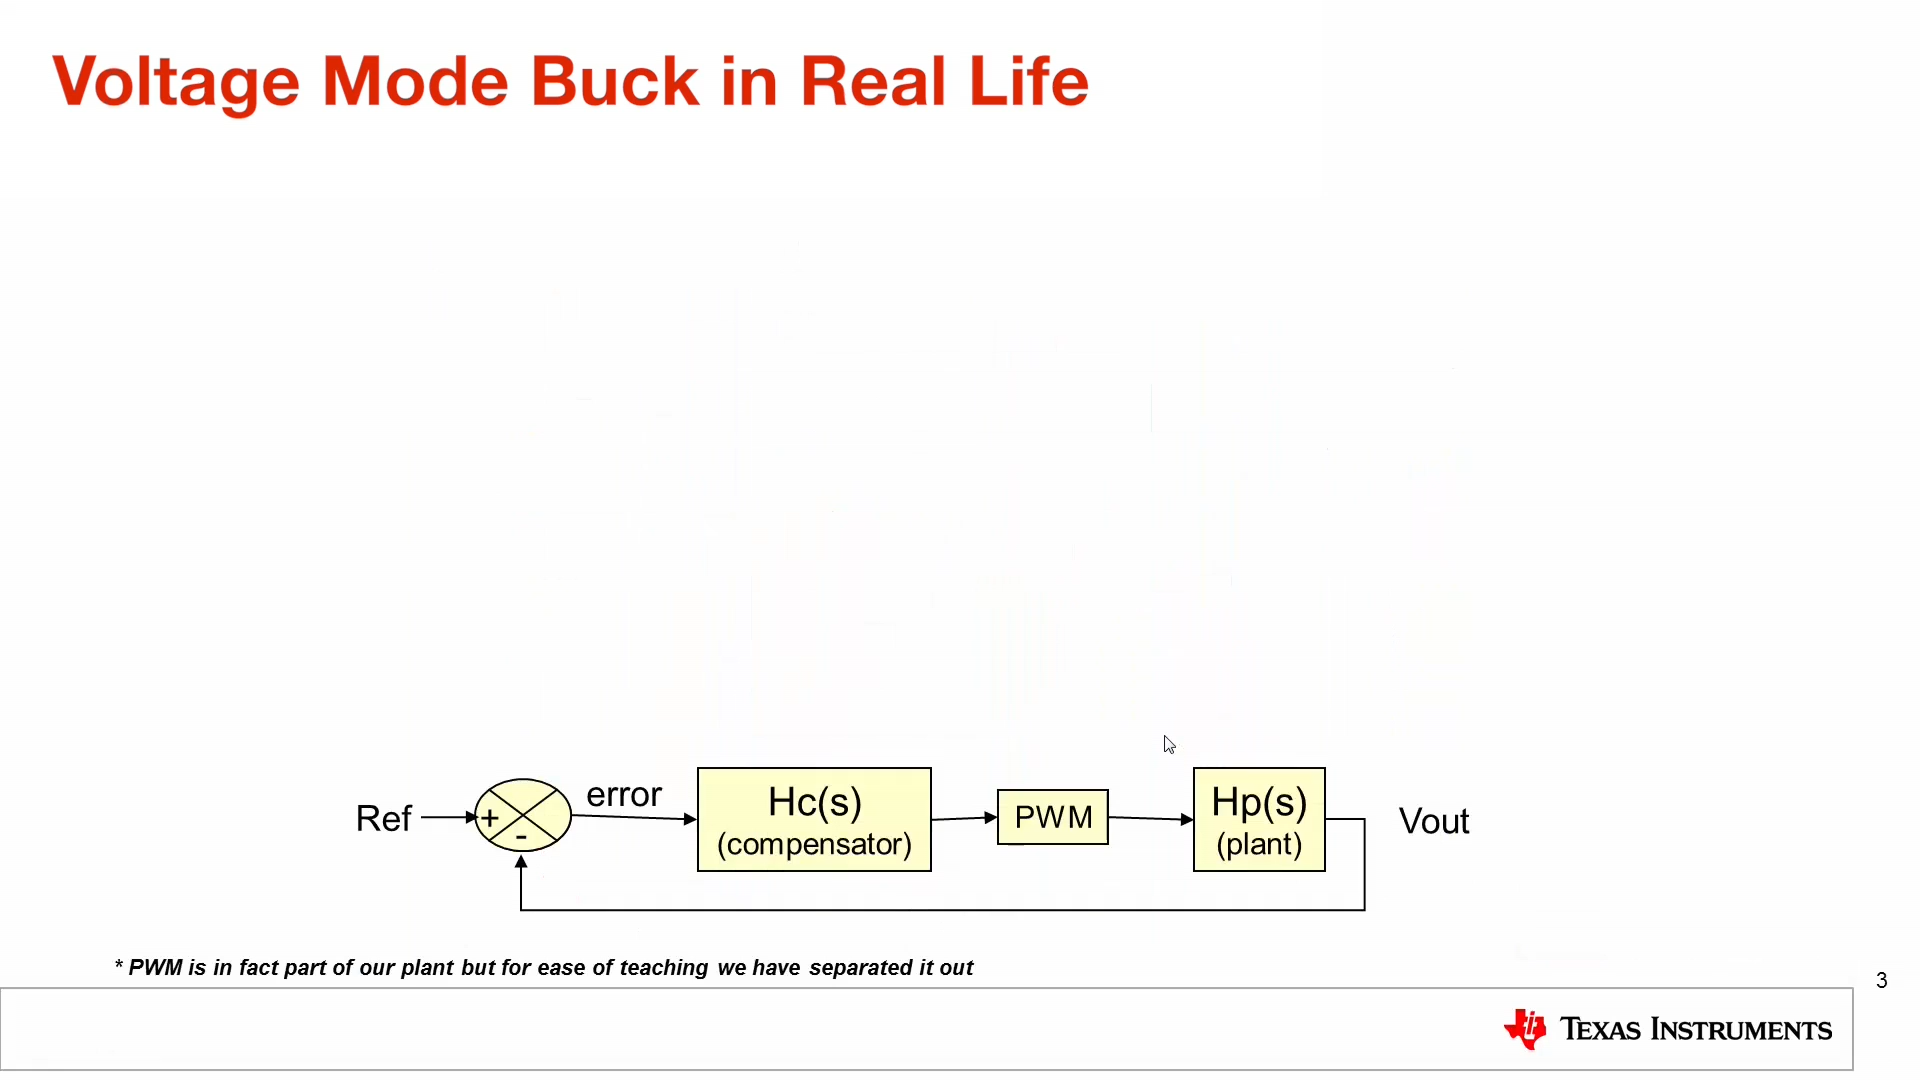 Voltage Mode Buck in Real Life
Ref
+
-
error
Hc(s)
(compensator)
PWM
Hp(s)
(plant)
Vout
* PWM is in fact part of our plant but for ease of teaching we have separated it out
3
TEXAS INSTRUMENTS